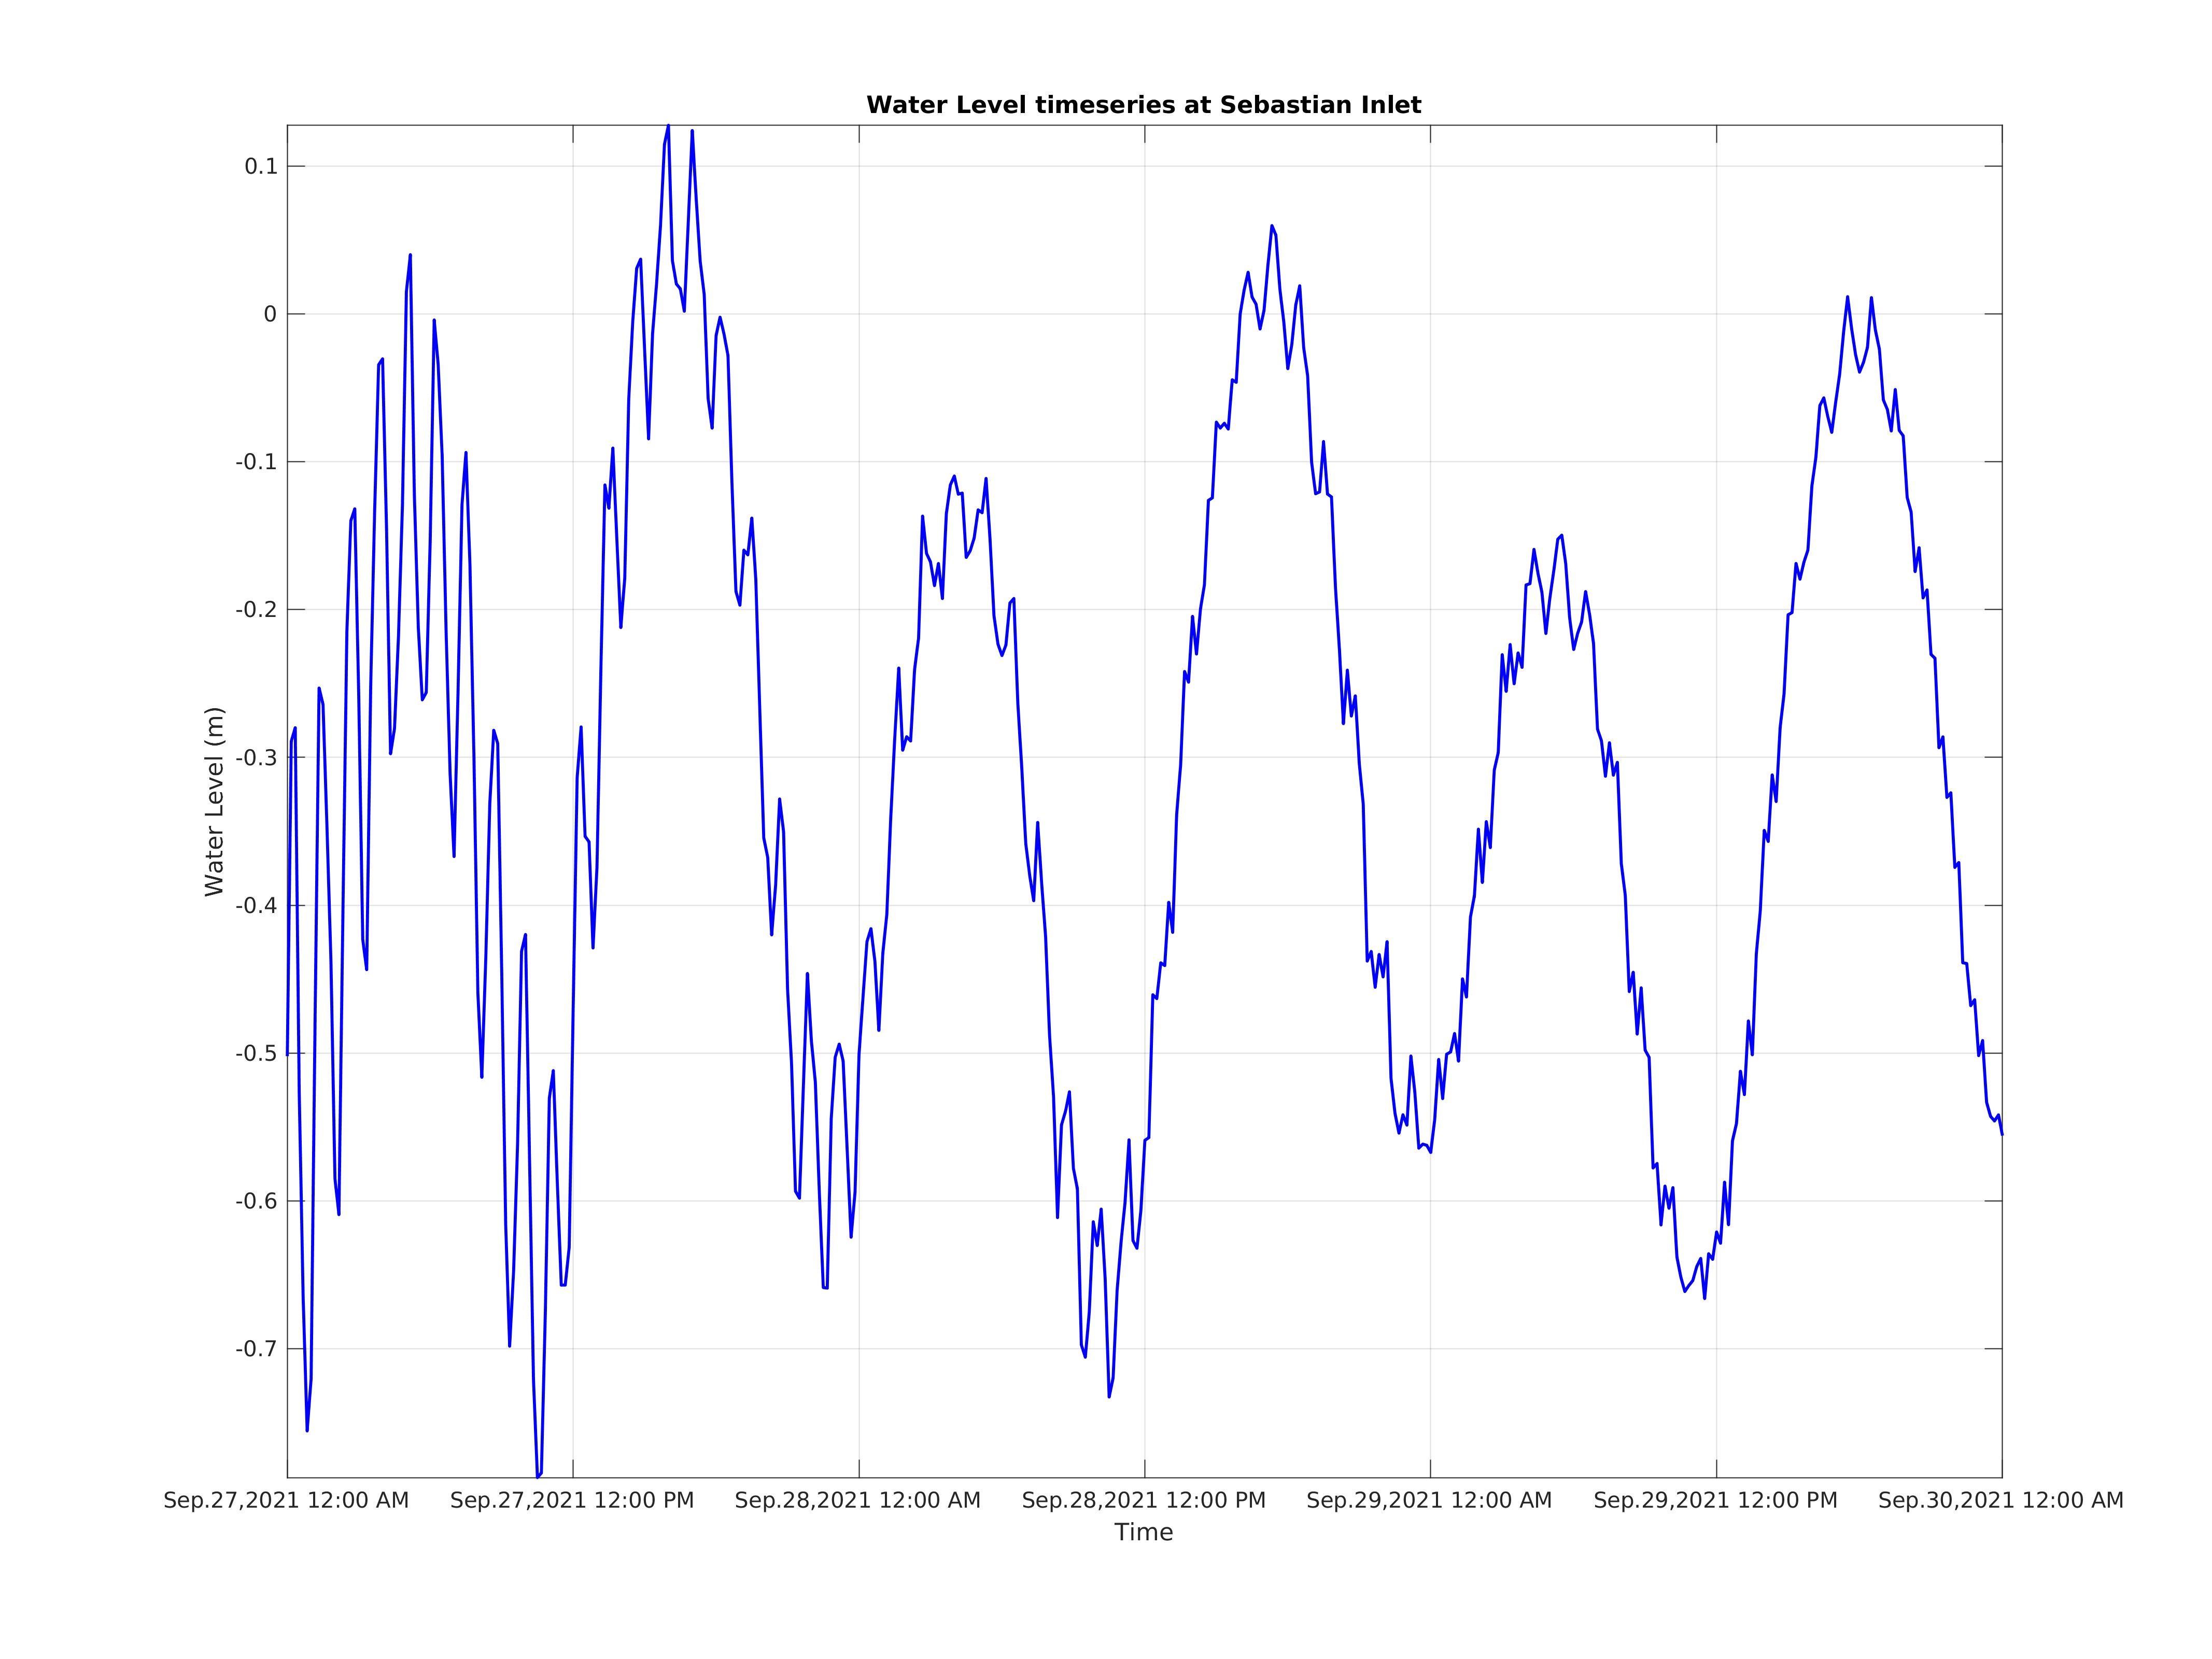 Water Level timeseries at Sebastian Inlet
0.1
0
-0.1
-0.2
-0.3
-0.4
-0.5
-0.6
-0.7
Water Level (m)
Sep.27,2021 12:00 AM
Sep.27,2021 12:00 PM
Sep.28,2021 12:00 AM
Sep.28,2021 12:00 PM
Sep.29,2021 12:00 AM
Sep.29,2021 12:00 PM
Sep.30,2021 12:00 AM
Time